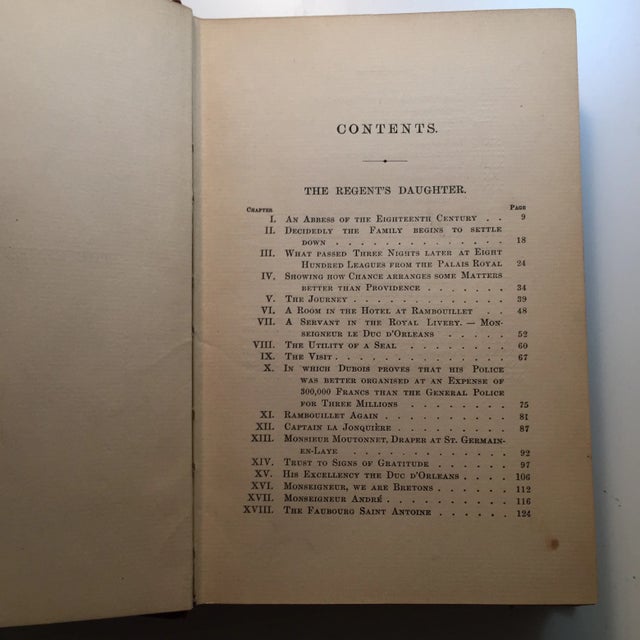 CONTENTS.
THE REGENT'S DAUGHTER.
CHAPTER PAGE
I. AN ABBESS OF THE EIGHTEENTH CENTURY . . 9
II. DECIDEDLY THE FAMILY BEGINS TO SETTLE
DOWN . . . . . . . . . . . . . 18
III. WHAT PASSED THREE NIGHTS LATER AT EIGHT
HUNDRED LEAGUES FROM THE PALAIS ROYAL 24
IV. SHOWING HOW CHANCE ARRANGES SOME MATTERS
BETTER THAN PROVIDENCE . . . . . . 34
V. THE JOURNEY . . . . . . . . . . . 39
VI. A ROOM IN THE HOTEL AT RAMBOUILLET . . 48
VII. A SERVANT IN THE ROYAL LIVERY. — MON-
SEIGNEUR LE DUC D'ORLEANS . . . . . 52
VIII. THE UTILITY OF A SEAL . . . . . . . . 60
IX. THE VISIT . . . . . . . . . . . . 67
X. IN WHICH DUBOIS PROVES THAT HIS POLICE
WAS BETTER ORGANISED AT AN EXPENSE OF
300,000 FRANCS THAN THE GENERAL POLICE
FOR THREE MILLIONS . . . . . . . . 75
XI. RAMBOUILLET AGAIN . . . . . . . . . 81
XII. CAPTAIN LA JONQUIÈRE . . . . . . . . 87
XIII. MONSIEUR MOUTONNET, DRAPER AT ST. GERMAIN-
EN-LAYE . . . . . . . . . . . . 92
XIV. TRUST TO SIGNS OF GRATITUDE . . . . . 97
XV. HIS EXCELLENCY THE DUC D'ORLEANS . . . 106
XVI. MONSEIGNEUR, WE ARE BRETONS . . . . . 112
XVII. MONSEIGNEUR ANDRÉ . . . . . . . . . 116
XVIII. THE FAUBOURG SAINT ANTOINE . . . . . 124